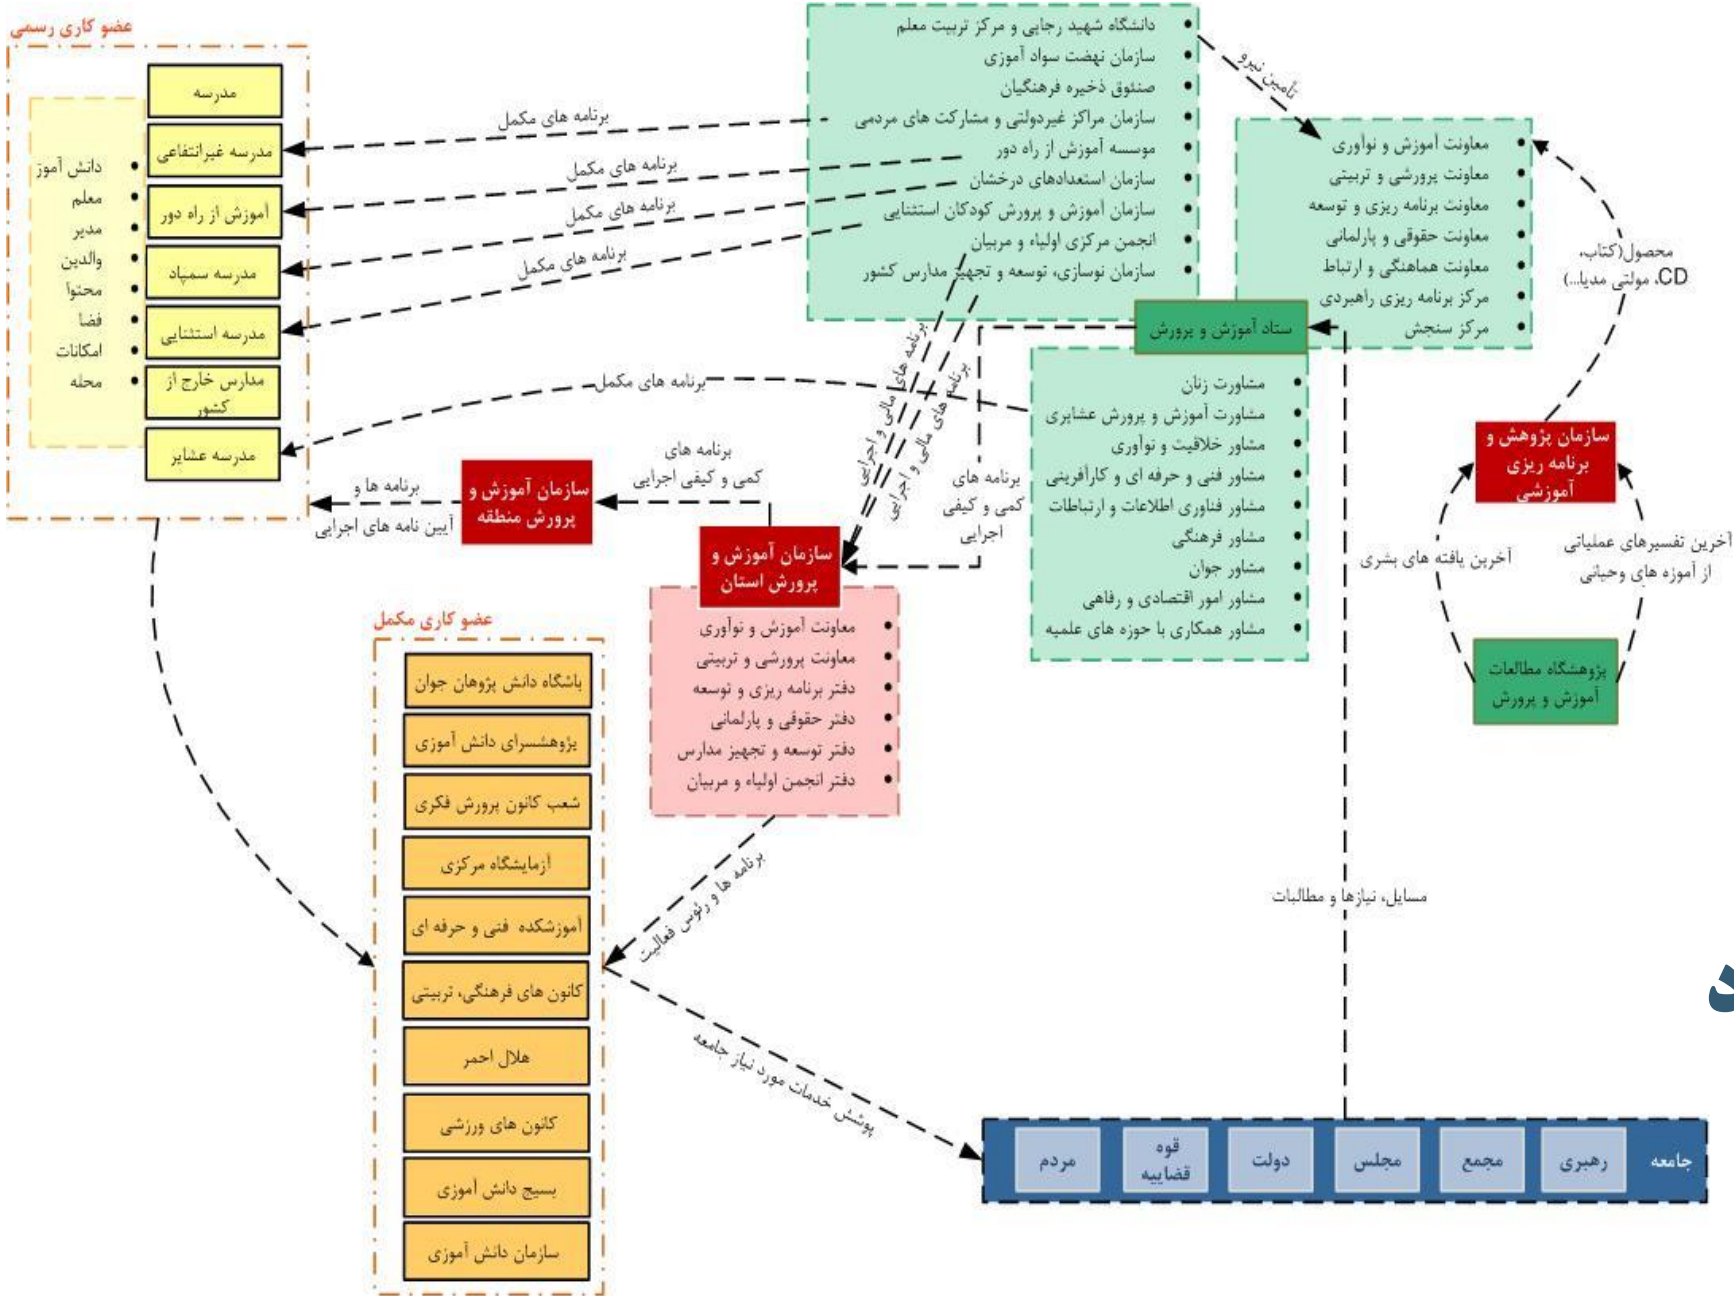 عضو کاری رسمی
مدرسه
مدرسه غیرانتفاعی
آموزش از راه دور
مدرسه سمپاد
مدرسه استثنایی
مدارس خارج از
کشور
مدرسه عشایر
دانش آموز
معلم
مدیر
والدین
محتوا
فضا
امکانات
محله
برنامه های مکمل
برنامه های مکمل
برنامه های مکمل
برنامه های مکمل
برنامه های مکمل
دانشگاه شهید رجایی و مرکز تربیت معلم
سازمان نهضت سواد آموزی
صندوق ذخیره فرهنگیان
سازمان مراکز غیردولتی و مشارکت های مردمی
موسسه آموزش از راه دور
سازمان استعدادهای درخشان
سازمان آموزش و پرورش کودکان استثنایی
انجمن مرکزی اولیاء و مربیان
سازمان نوسازی، توسعه و تجهیز مدارس کشور
تأمین نیرو
معاونت آموزش و نوآوری
معاونت پرورشی و تربیتی
معاونت برنامه ریزی و توسعه
معاونت حقوقی و پارلمانی
معاونت هماهنگی و ارتباط
مرکز برنامه ریزی راهبردی
مرکز سنجش
ستاد آموزش و پرورش
مشاورت زنان
مشاورت آموزش و پرورش عشایری
مشاور خلاقیت و نوآوری
مشاور فنی و حرفه ای و کارآفرینی
مشاور فناوری اطلاعات و ارتباطات
مشاور فرهنگی
مشاور جوان
مشاور امور اقتصادی و رفاهی
مشاور همکاری با حوزه های علمیه
محصول(کتاب،
CD، مولتی مدیا...)
سازمان پژوهش و
برنامه ریزی
آموزشی
آخرین یافته های بشری
آخرین تفسیرهای عملیاتی
از آموزه های وحیانی
پژوهشگاه مطالعات
آموزش و پرورش
برنامه های مالی و اجرایی
برنامه های مالی و اجرایی
برنامه های
کمی و کیفی
اجرایی
برنامه های
کمی و کیفی اجرایی
سازمان آموزش و
پرورش منطقه
برنامه ها و
آیین نامه های اجرایی
سازمان آموزش و
پرورش استان
معاونت آموزش و نوآوری
معاونت پرورشی و تربیتی
دفتر برنامه ریزی و توسعه
دفتر حقوقی و پارلمانی
دفتر توسعه و تجهیز مدارس
دفتر انجمن اولیاء و مربیان
برنامه ها و رئوس فعالیت
عضو کاری مکمل
باشگاه دانش پژوهان جوان
پژوهشسرای دانش آموزی
شعب کانون پرورش فکری
آزمایشگاه مرکزی
آموزشکده فنی و حرفه ای
کانون های فرهنگی، تربیتی
هلال احمر
کانون های ورزشی
بسیج دانش آموزی
سازمان دانش آموزی
پوشش خدمات مورد نیاز جامعه
مسایل، نیازها و مطالبات
جامعه
رهبری
مجمع
مجلس
دولت
قوه
قضاییه
مردم